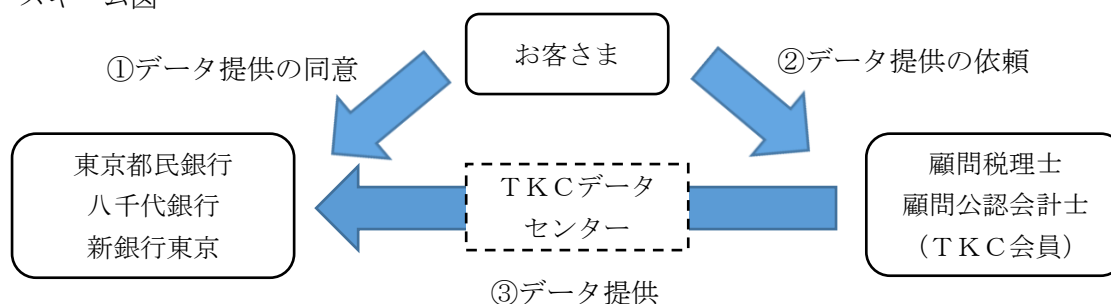 スキーム図
お客さま
①データ提供の同意
②データ提供の依頼
東京都民銀行
八千代銀行
新銀行東京
ＴＫＣデータ
センター
顧問税理士
顧問公認会計士
（ＴＫＣ会員）
③データ提供